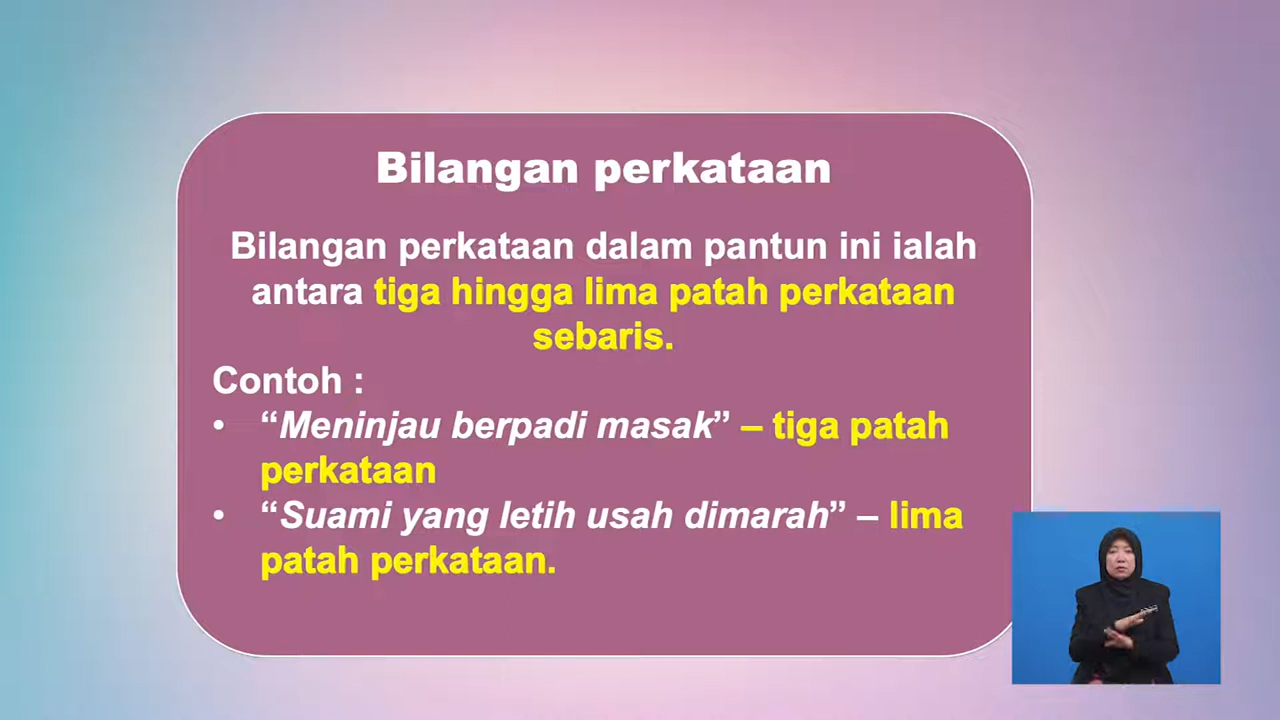 Bilangan perkataan
Bilangan perkataan dalam pantun ini ialah
antara tiga hingga lima patah perkataan
sebaris.
Contoh :
• “Meninjau berpadi masak” – tiga patah
perkataan
• “Suami yang letih usah dimarah” – lima
patah perkataan.